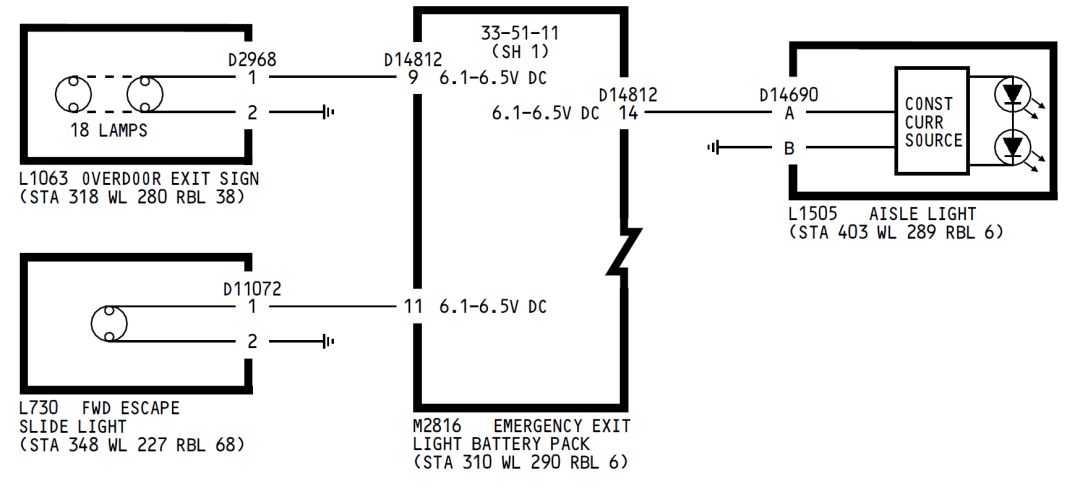 D2968
1
2
18 LAMPS
L1063 OVERDOOR EXIT SIGN
(STA 318 WL 280 RBL 38)
D11072
1
2
L730 FWD ESCAPE
SLIDE LIGHT
(STA 348 WL 227 RBL 68)
33-51-11
(SH 1)
D14812
9 6.1-6.5V DC
D14812
6.1-6.5V DC 14
11 6.1-6.5V DC
M2816 EMERGENCY EXIT
LIGHT BATTERY PACK
(STA 310 WL 290 RBL 6)
D14690
A
B
CONST
CURR
SOURCE
L1505 AISLE LIGHT
(STA 403 WL 289 RBL 6)